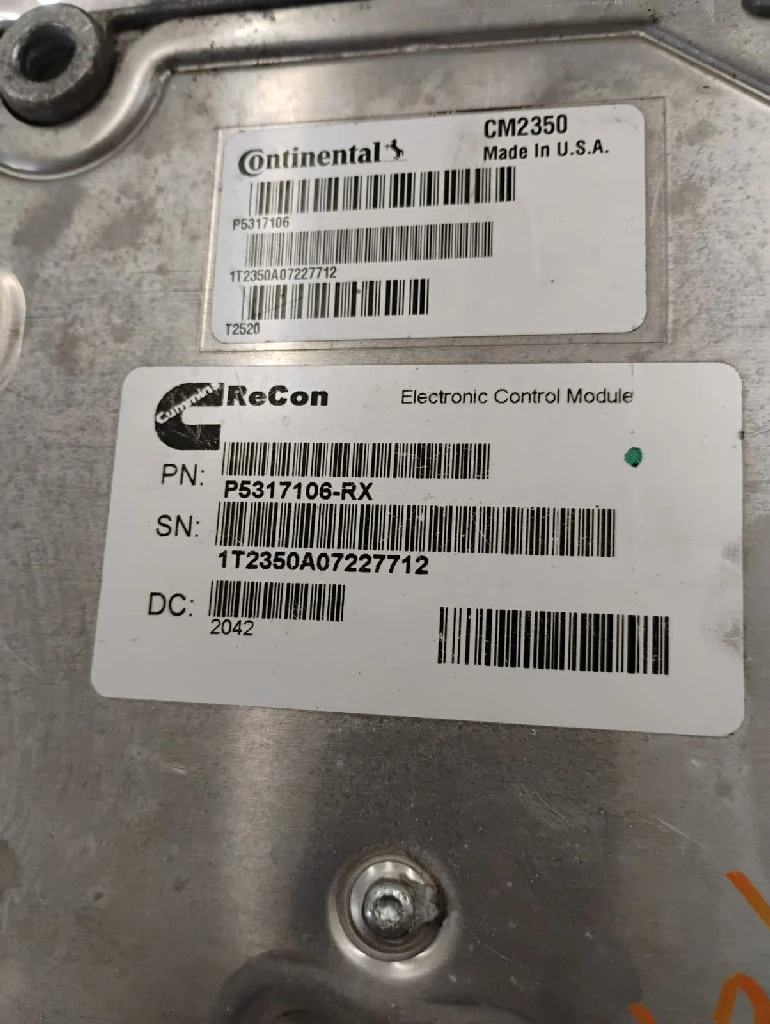 Continental
CM2350
Made In U.S.A.
P5317106
1T2350A07227712
T2520
Cummins
ReCon
Electronic Control Module
PN:
P5317106-RX
SN:
1T2350A07227712
DC:
2042